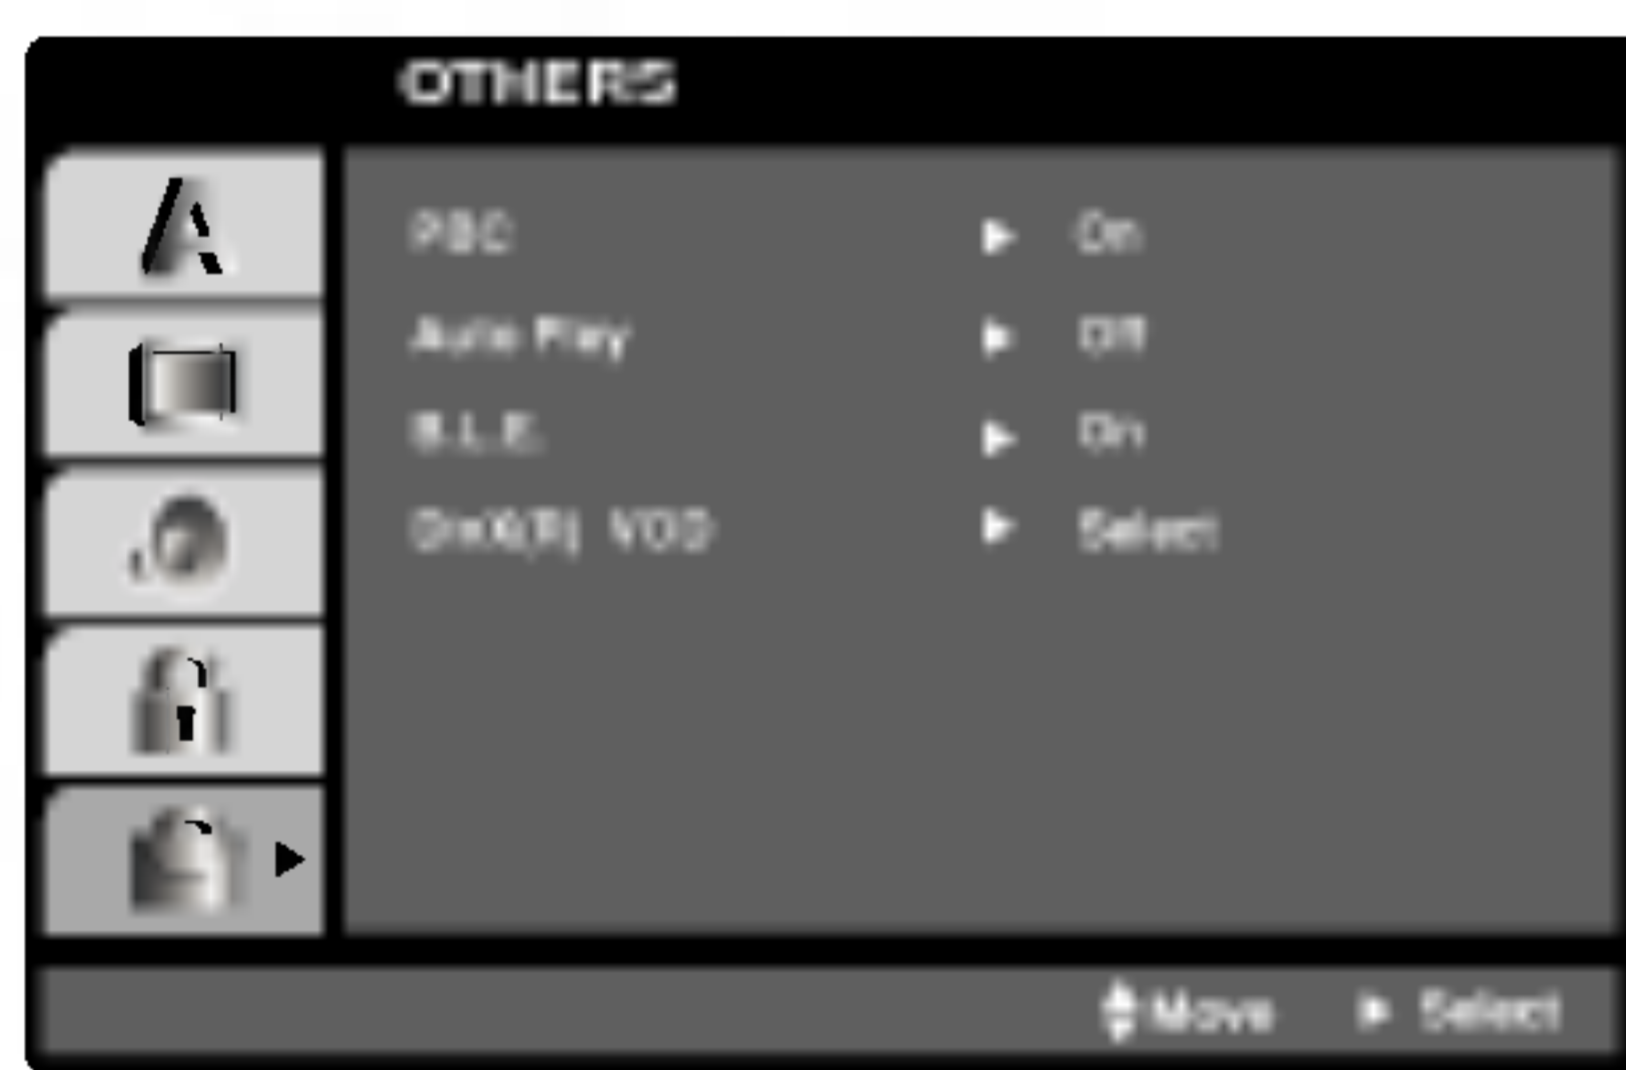 OTHERS
PBC ► On
Auto Play ► Off
B.L.E. ► On
DivX(R) VOD ► Select
Move ► Select